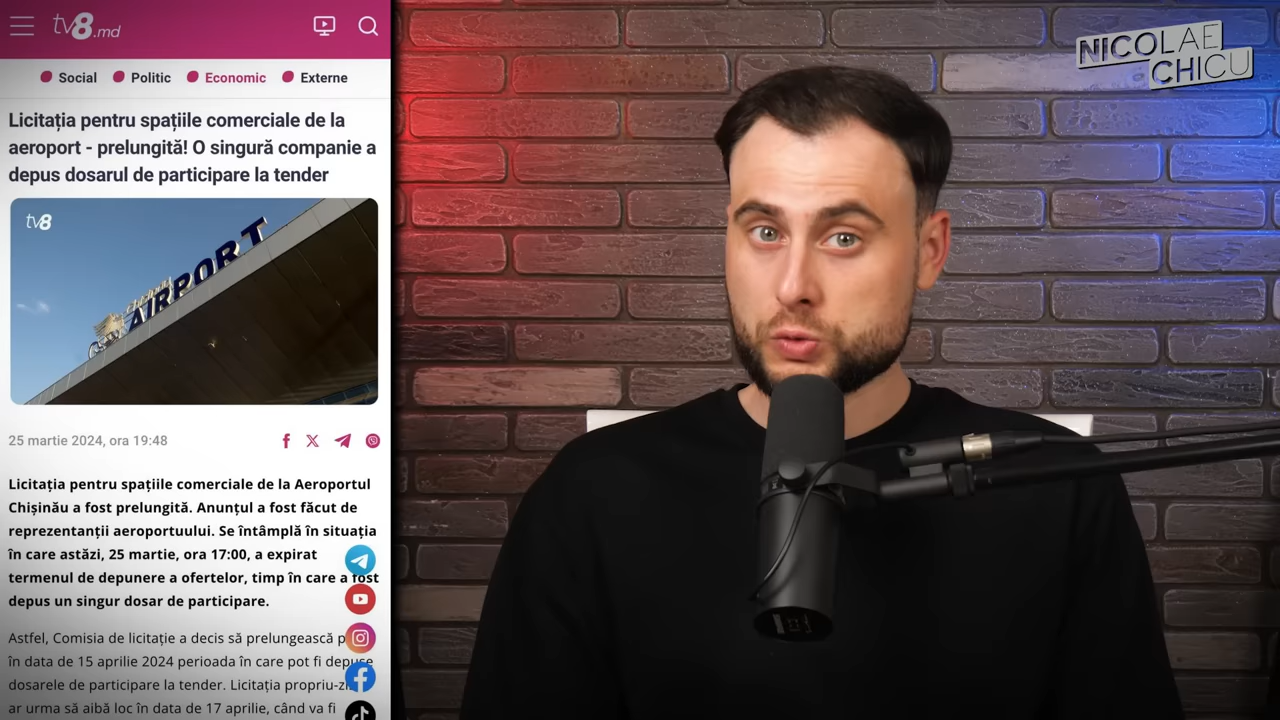 tv8.md
Social
Politic
Economic
Externe
Licitația pentru spațiile comerciale de la
aeroport - prelungită! O singură companie a
depus dosarul de participare la tender
tv8
AIRPORT
25 martie 2024, ora 19:48
Licitația pentru spațiile comerciale de la Aeroportul
Chișinău a fost prelungită. Anunțul a fost făcut de
reprezentanții aeroportuului. Se întâmplă în situația
în care astăzi, 25 martie, ora 17:00, a expirat
termenul de depunere a ofertelor, timp în care a fost
depus un singur dosar de participare.
Astfel, Comisia de licitație a decis să prelungească
în data de 15 aprilie 2024 perioada în care pot fi depuse
dosarele de participare la tender. Licitația
ar urma să aibă loc în data de 17 aprilie, când va fi
NICOLAE
CHICU